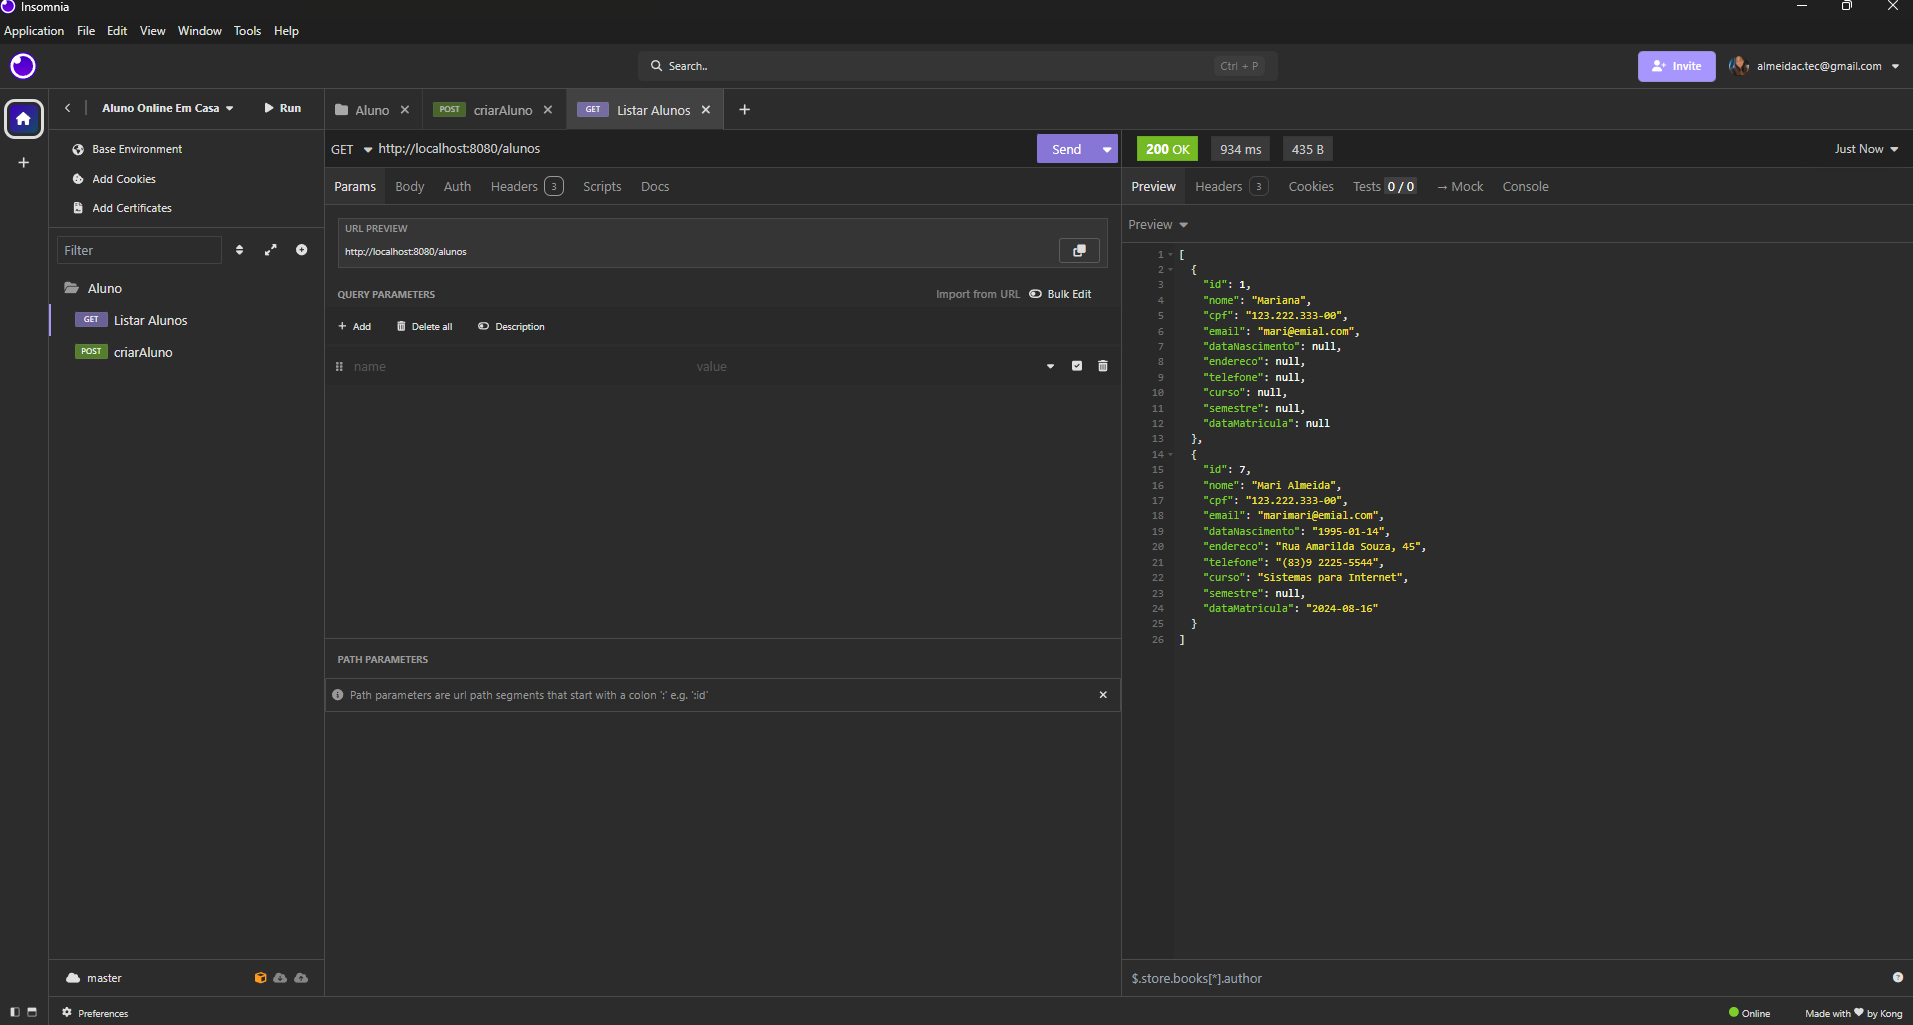 Insomnia
Application File Edit View Window Tools Help
Search.. Ctrl + P
Invite almeidac.tec@gmail.com
Aluno Online Em Casa Run
Base Environment
Add Cookies
Add Certificates
Filter
Aluno
GET Listar Alunos
POST criarAluno
master
Aluno POST criarAluno GET Listar Alunos
GET http://localhost:8080/alunos Send
Params Body Auth Headers 3 Scripts Docs
URL PREVIEW
http://localhost:8080/alunos
QUERY PARAMETERS Import from URL Bulk Edit
Add Delete all Description
name value
PATH PARAMETERS
Path parameters are url path segments that start with a colon ':' e.g. ':id'
200 OK 934 ms 435 B Just Now
Preview Headers 3 Cookies Tests 0 / 0 → Mock Console
Preview
1 [
2 {
3 "id": 1,
4 "nome": "Mariana",
5 "cpf": "123.222.333-00",
6 "email": "mari@emial.com",
7 "dataNascimento": null,
8 "endereco": null,
9 "telefone": null,
10 "curso": null,
11 "semestre": null,
12 "dataMatricula": null
13 },
14 {
15 "id": 7,
16 "nome": "Mari Almeida",
17 "cpf": "123.222.333-00",
18 "email": "marimari@emial.com",
19 "dataNascimento": "1995-01-14",
20 "endereco": "Rua Amarilda Souza, 45",
21 "telefone": "(83)9 2225-5544",
22 "curso": "Sistemas para Internet",
23 "semestre": null,
24 "dataMatricula": "2024-08-16"
25 }
26 ]
$.store.books[*].author
Preferences
Online Made with ♥ by Kong